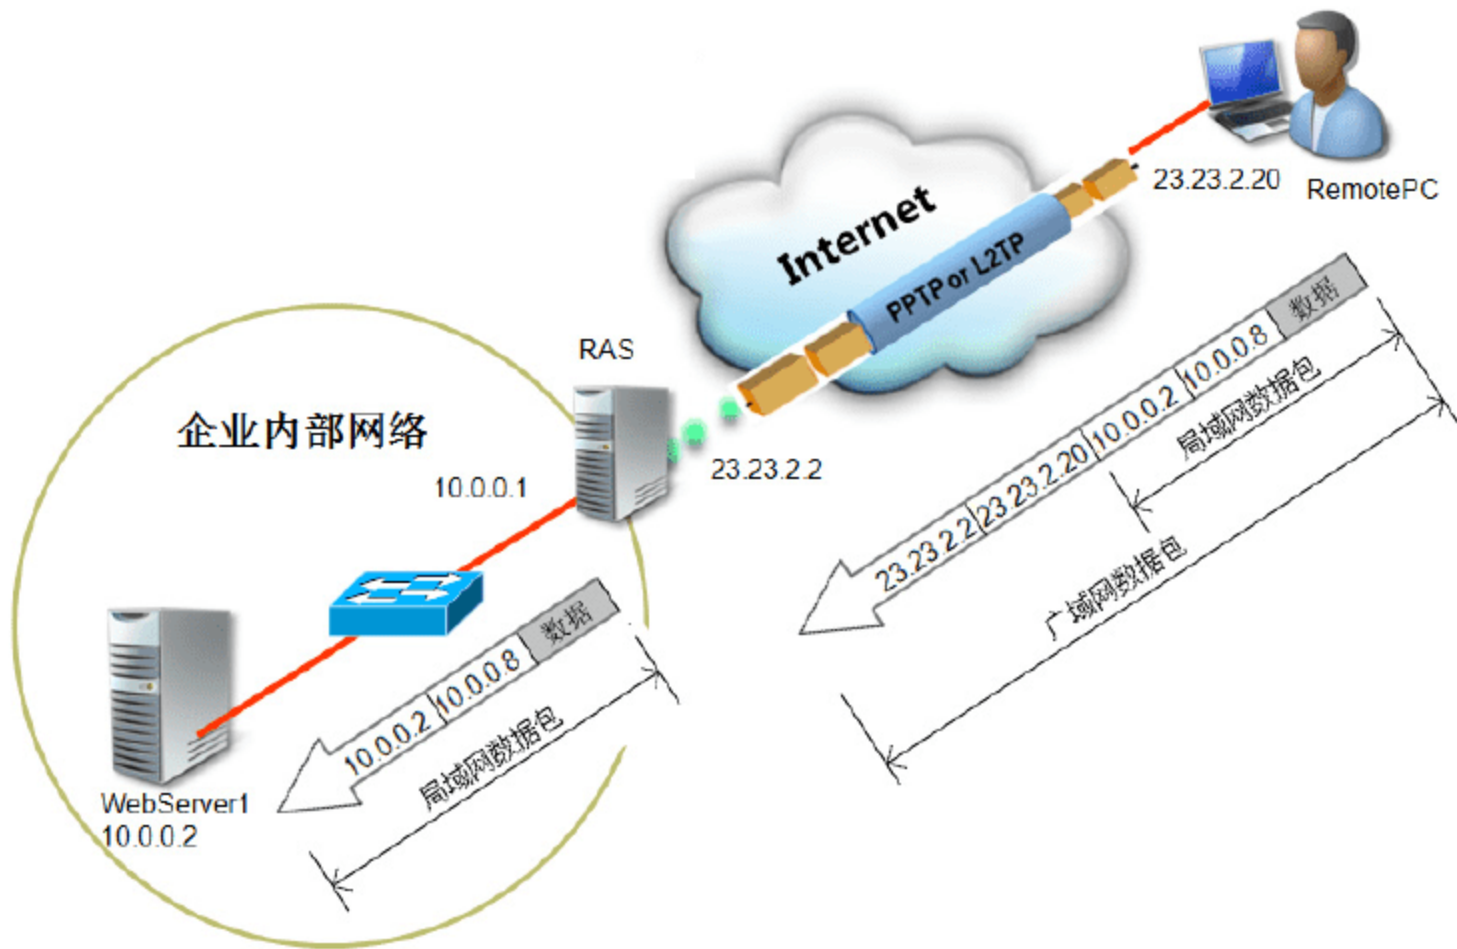 RemotePC
23.23.2.20
Internet
PPTP or L2TP
RAS
23.23.2.2
企业内部网络
10.0.0.1
23.23.2.2 23.23.2.20 10.0.0.2 10.0.0.8 数据
局域网数据包
广域网数据包
10.0.0.2 10.0.0.8 数据
局域网数据包
WebServer1
10.0.0.2